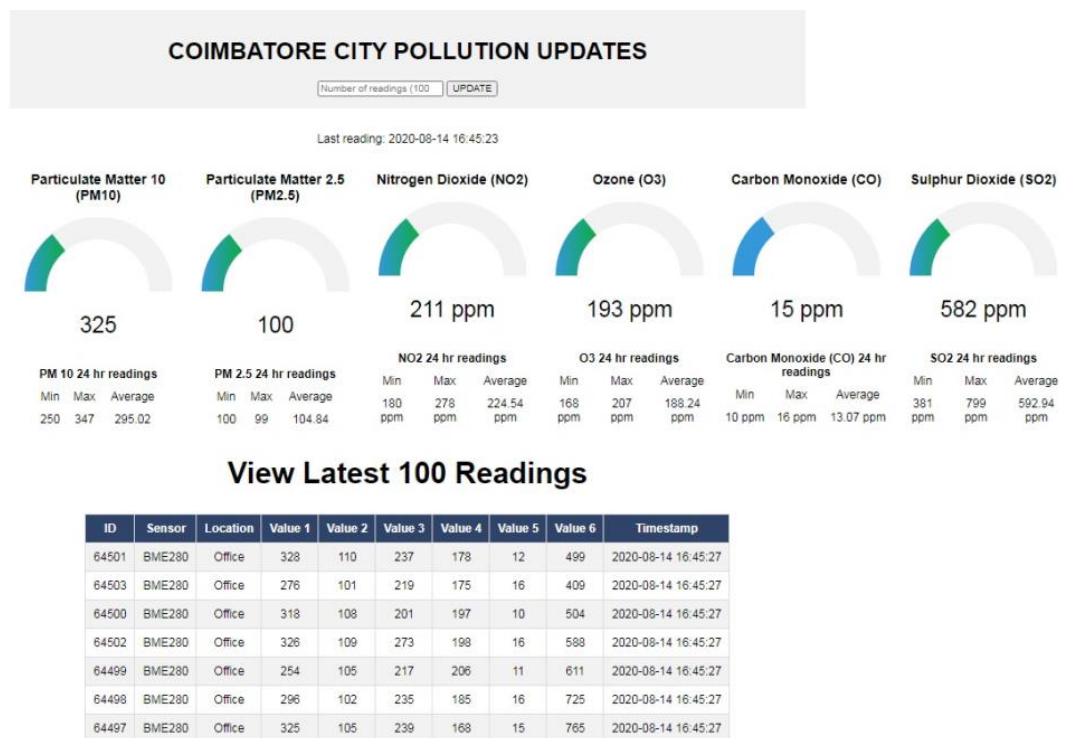 COIMBATORE CITY POLLUTION UPDATES
Number of readings (100 UPDATE
Last reading: 2020-08-14 16:45:23
Particulate Matter 10
(PM10)
325
PM 10 24 hr readings
Min Max Average
250 347 295.02
Particulate Matter 2.5
(PM2.5)
100
PM 2.5 24 hr readings
Min Max Average
100 99 104.84
Nitrogen Dioxide (NO2)
211 ppm
NO2 24 hr readings
Min Max Average
180 278 224.54
ppm ppm ppm
Ozone (O3)
193 ppm
O3 24 hr readings
Min Max Average
168 207 188.24
ppm ppm ppm
Carbon Monoxide (CO)
15 ppm
Carbon Monoxide (CO) 24 hr
readings
Min Max Average
10 ppm 16 ppm 13.07 ppm
Sulphur Dioxide (SO2)
582 ppm
SO2 24 hr readings
Min Max Average
381 799 592.94
ppm ppm ppm
View Latest 100 Readings
ID Sensor Location Value 1 Value 2 Value 3 Value 4 Value 5 Value 6 Timestamp
64501 BME280 Office 328 110 237 178 12 499 2020-08-14 16:45:27
64503 BME280 Office 276 101 219 175 16 409 2020-08-14 16:45:27
64500 BME280 Office 318 108 201 197 10 504 2020-08-14 16:45:27
64502 BME280 Office 326 109 273 198 16 588 2020-08-14 16:45:27
64499 BME280 Office 254 105 217 206 11 611 2020-08-14 16:45:27
64498 BME280 Office 296 102 235 185 16 725 2020-08-14 16:45:27
64497 BME280 Office 325 105 239 168 15 765 2020-08-14 16:45:27